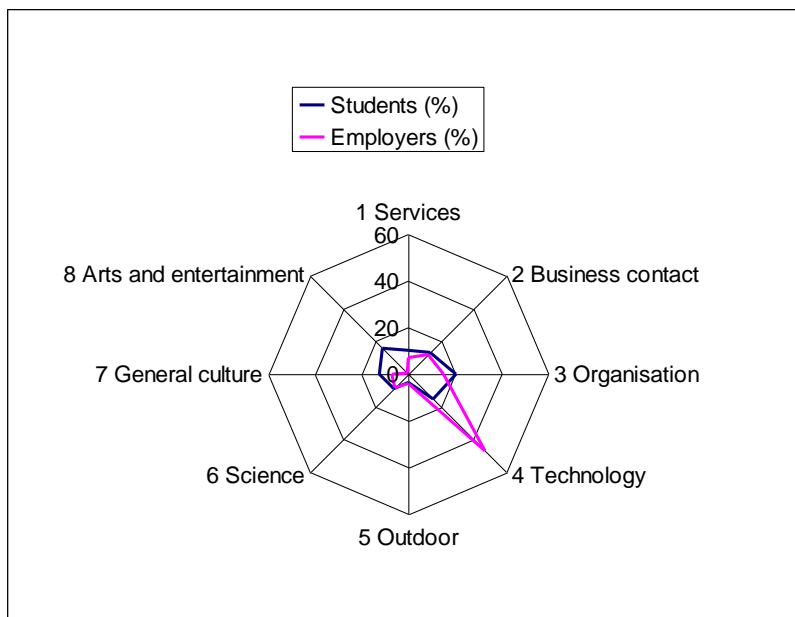 Students (%)
Employers (%)
1 Services
60
8 Arts and entertainment
2 Business contact
40
20
7 General culture
0
3 Organisation
6 Science
4 Technology
5 Outdoor